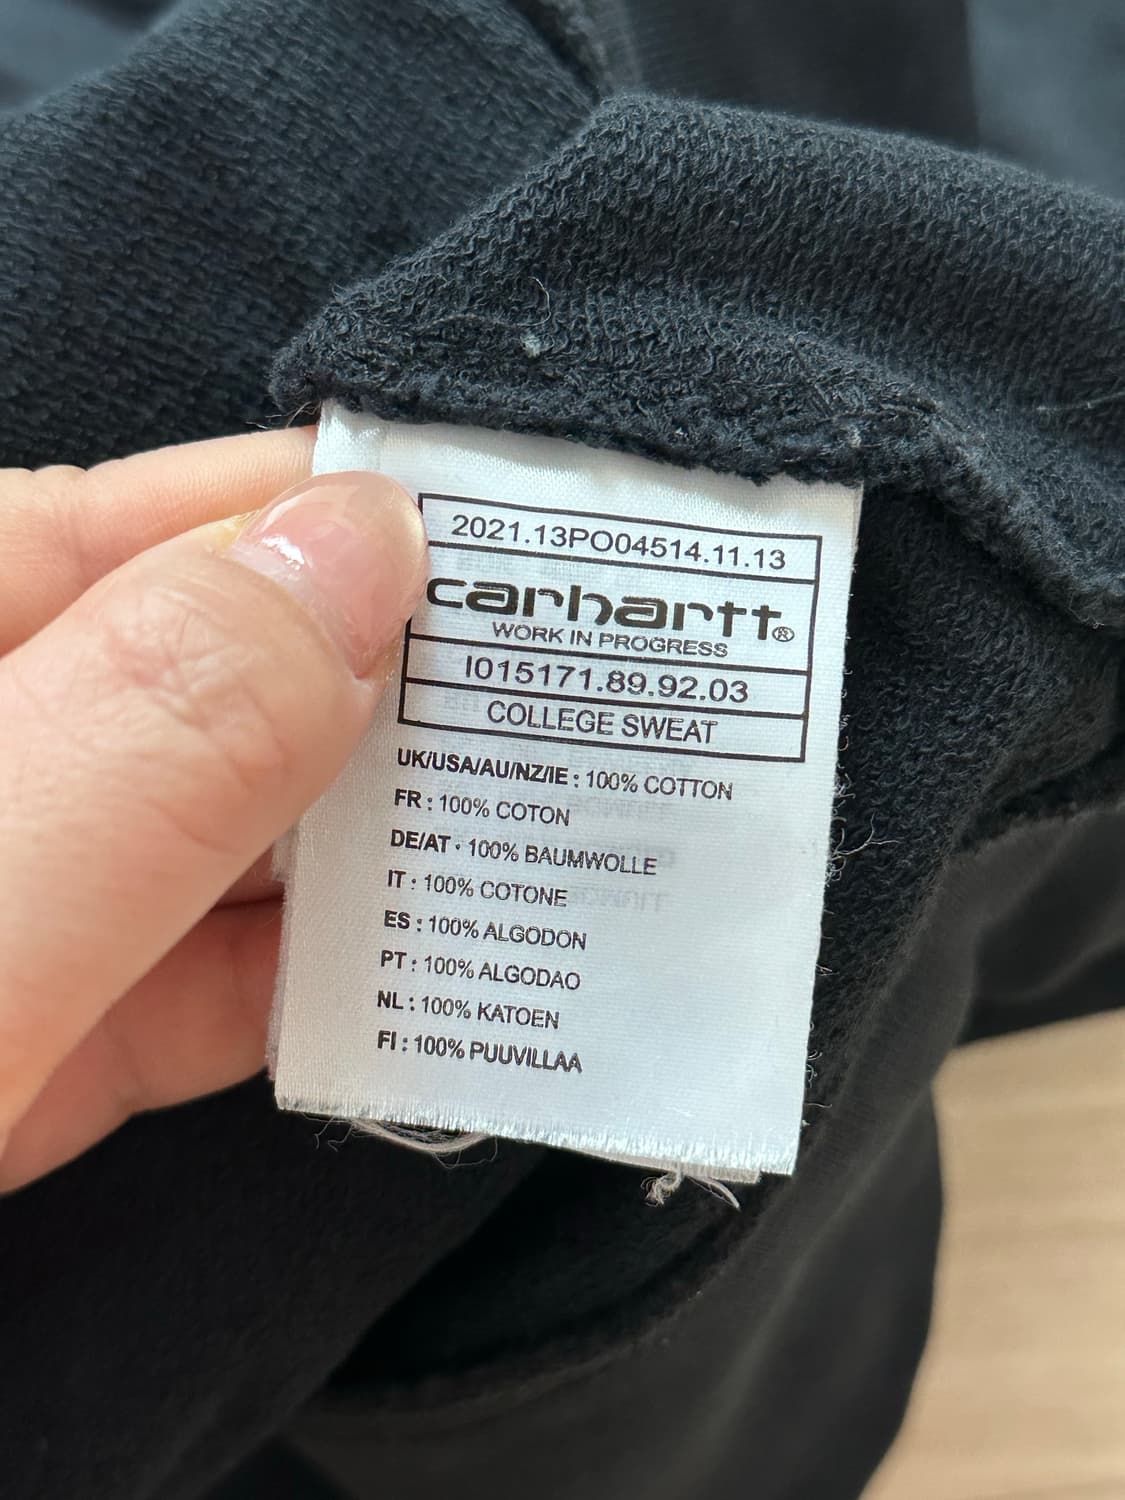 2021.13PO04514.11.13
carhartt®
WORK IN PROGRESS
I015171.89.92.03
COLLEGE SWEAT
UK/USA/AU/NZ/IE : 100% COTTON
FR : 100% COTON
DE/AT : 100% BAUMWOLLE
IT : 100% COTONE
ES : 100% ALGODON
PT : 100% ALGODAO
NL : 100% KATOEN
FI : 100% PUUVILLAA